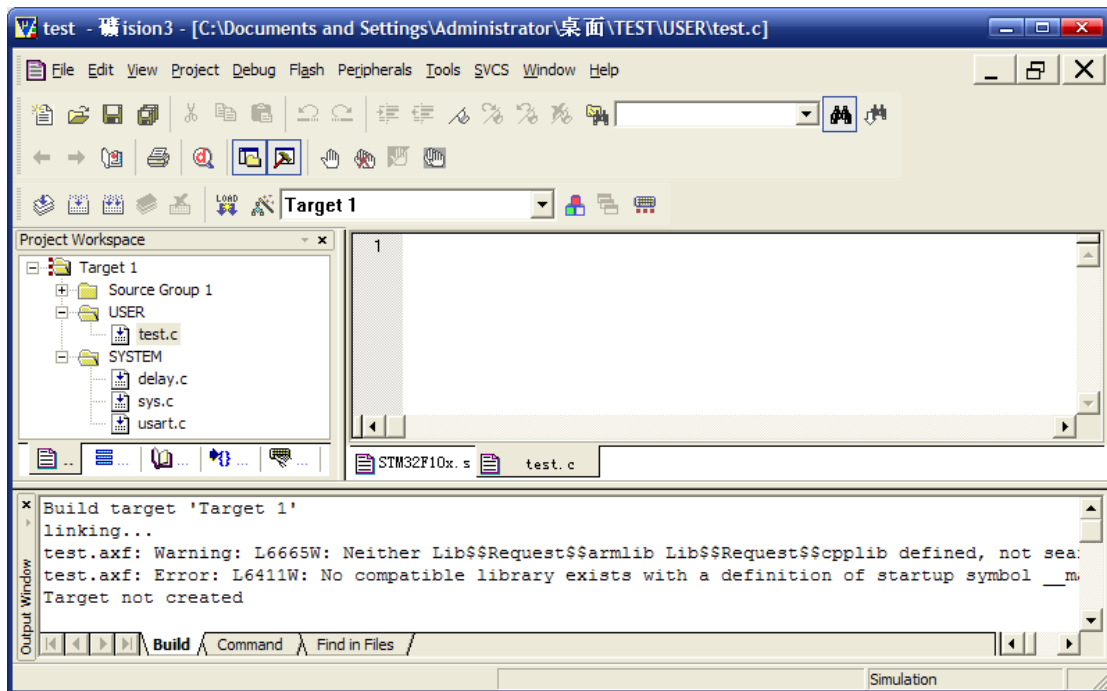 test - 礦ision3 - [C:\Documents and Settings\Administrator\桌面\TEST\USER\test.c]
File Edit View Project Debug Flash Peripherals Tools SVCS Window Help
LOAD Target 1
Project Workspace
Target 1
Source Group 1
USER
test.c
SYSTEM
delay.c
sys.c
usart.c
1
STM32F10x.s test.c
Output Window
Build target 'Target 1'
linking...
test.axf: Warning: L6665W: Neither Lib$$Request$$armlib Lib$$Request$$cpplib defined, not sea
test.axf: Error: L6411W: No compatible library exists with a definition of startup symbol __ma
Target not created
Build Command Find in Files
Simulation